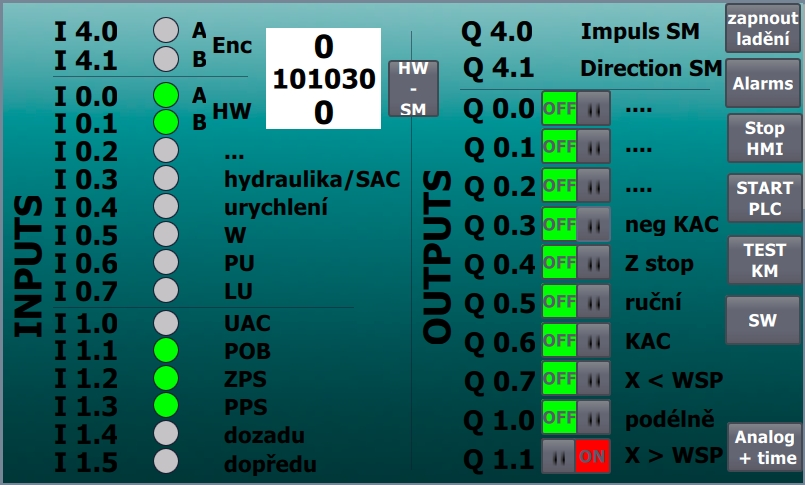 INPUTS
I 4.0 A
I 4.1 B
Enc
I 0.0 A
I 0.1 B
HW
I 0.2 ...
I 0.3 hydraulika/SAC
I 0.4 urychlení
I 0.5 W
I 0.6 PU
I 0.7 LU
I 1.0 UAC
I 1.1 POB
I 1.2 ZPS
I 1.3 PPS
I 1.4 dozadu
I 1.5 dopředu
0
101030
0
HW
-
SM
OUTPUTS
Q 4.0 Impuls SM
Q 4.1 Direction SM
Q 0.0 OFF ....
Q 0.1 OFF ....
Q 0.2 OFF ....
Q 0.3 OFF neg KAC
Q 0.4 OFF Z stop
Q 0.5 OFF ruční
Q 0.6 OFF KAC
Q 0.7 OFF X < WSP
Q 1.0 OFF podélně
Q 1.1 ON X > WSP
zapnout
ladění
Alarms
Stop
HMI
START
PLC
TEST
KM
SW
Analog
+ time